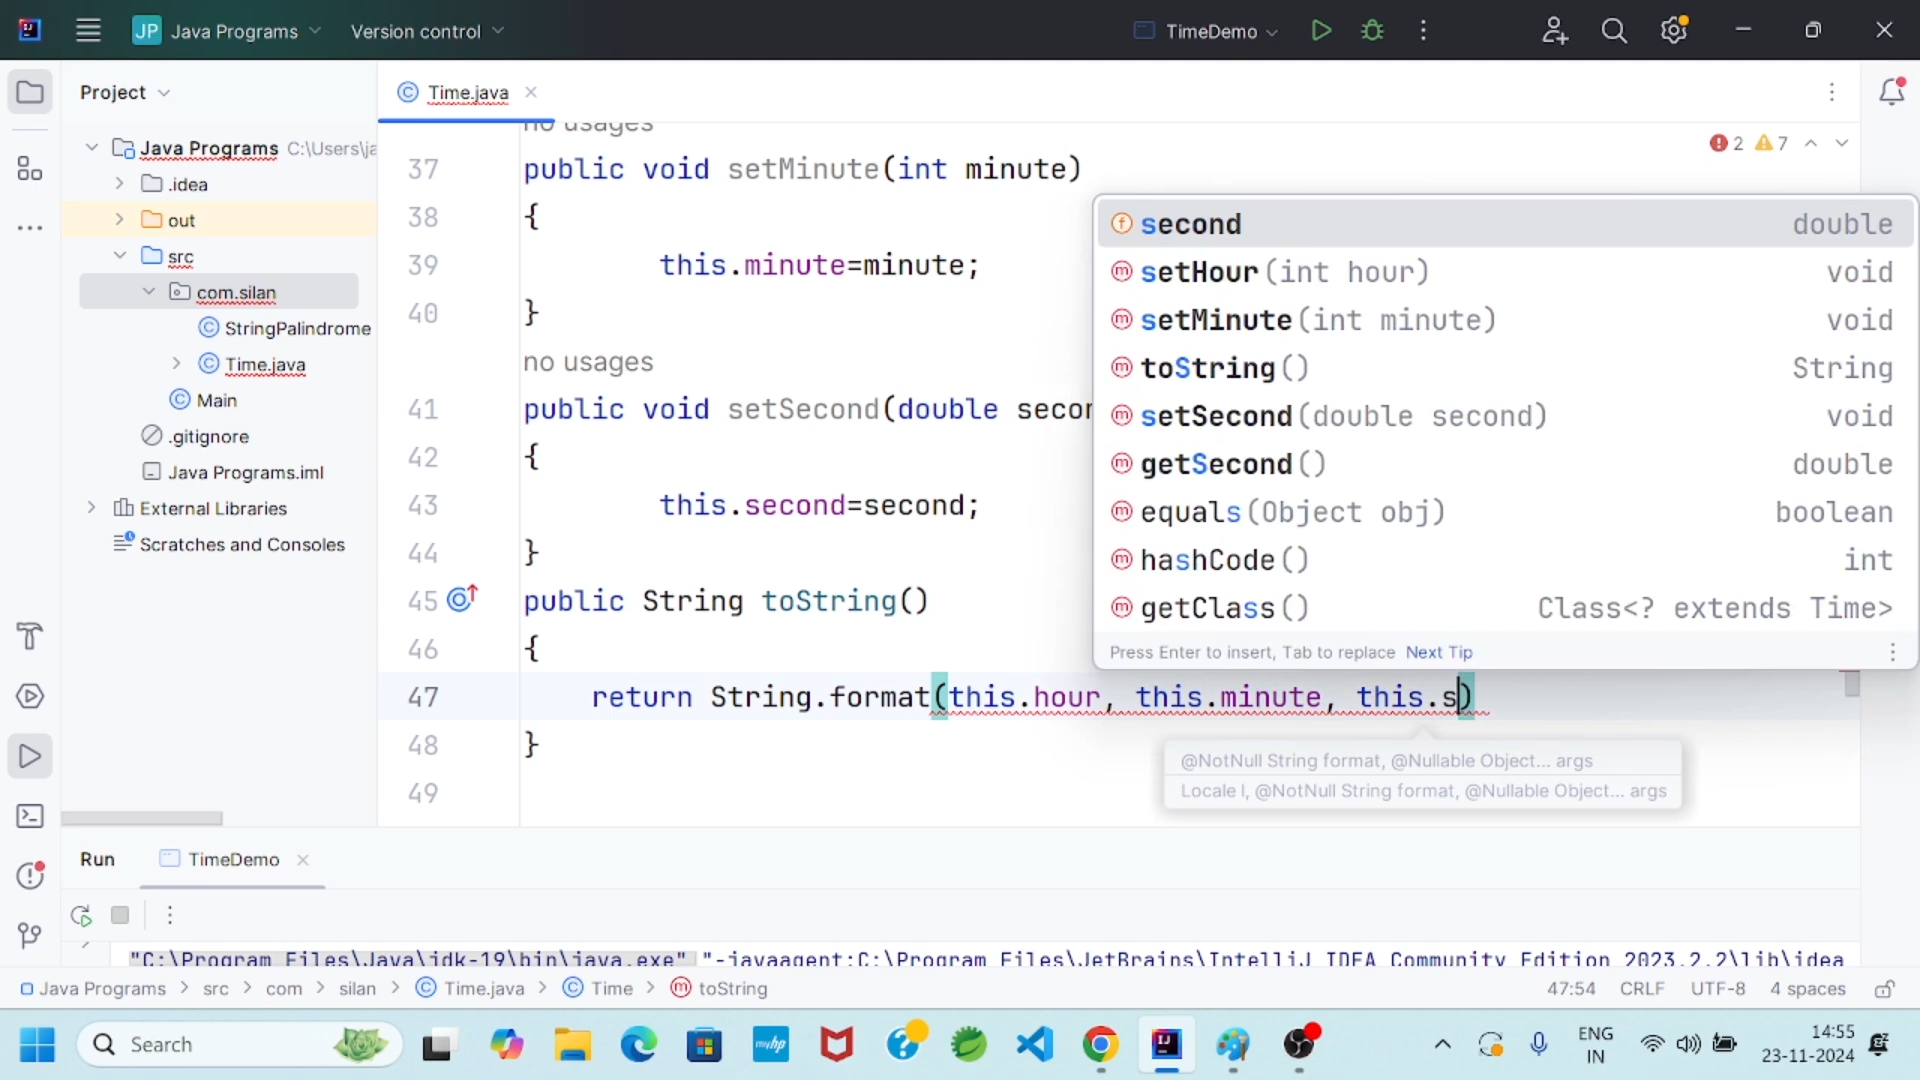 JP Java Programs Version control TimeDemo
Project
Time.java
Java Programs C:\Users\ja
.idea
out
src
com.silan
StringPalindrome
Time.java
Main
.gitignore
Java Programs.iml
External Libraries
Scratches and Consoles
2 7
no usages
37 public void setMinute(int minute)
38 {
39 this.minute=minute;
40 }
no usages
41 public void setSecond(double secon
42 {
43 this.second=second;
44 }
45 public String toString()
46 {
47 return String.format(this.hour, this.minute, this.s)
48 }
49
second double
setHour(int hour) void
setMinute(int minute) void
toString() String
setSecond(double second) void
getSecond() double
equals(Object obj) boolean
hashCode() int
getClass() Class<? extends Time>
Press Enter to insert, Tab to replace Next Tip
@NotNull String format, @Nullable Object... args
Locale l, @NotNull String format, @Nullable Object... args
Run TimeDemo
"C:\Program Files\Java\jdk-19\bin\java.exe" "-javaagent:C:\Program Files\JetBrains\IntelliJ IDEA Community Edition 2023.2.2\lib\idea
Java Programs > src > com > silan > Time.java > Time > toString 47:54 CRLF UTF-8 4 spaces
Search
myhp
ENG
IN
14:55
23-11-2024